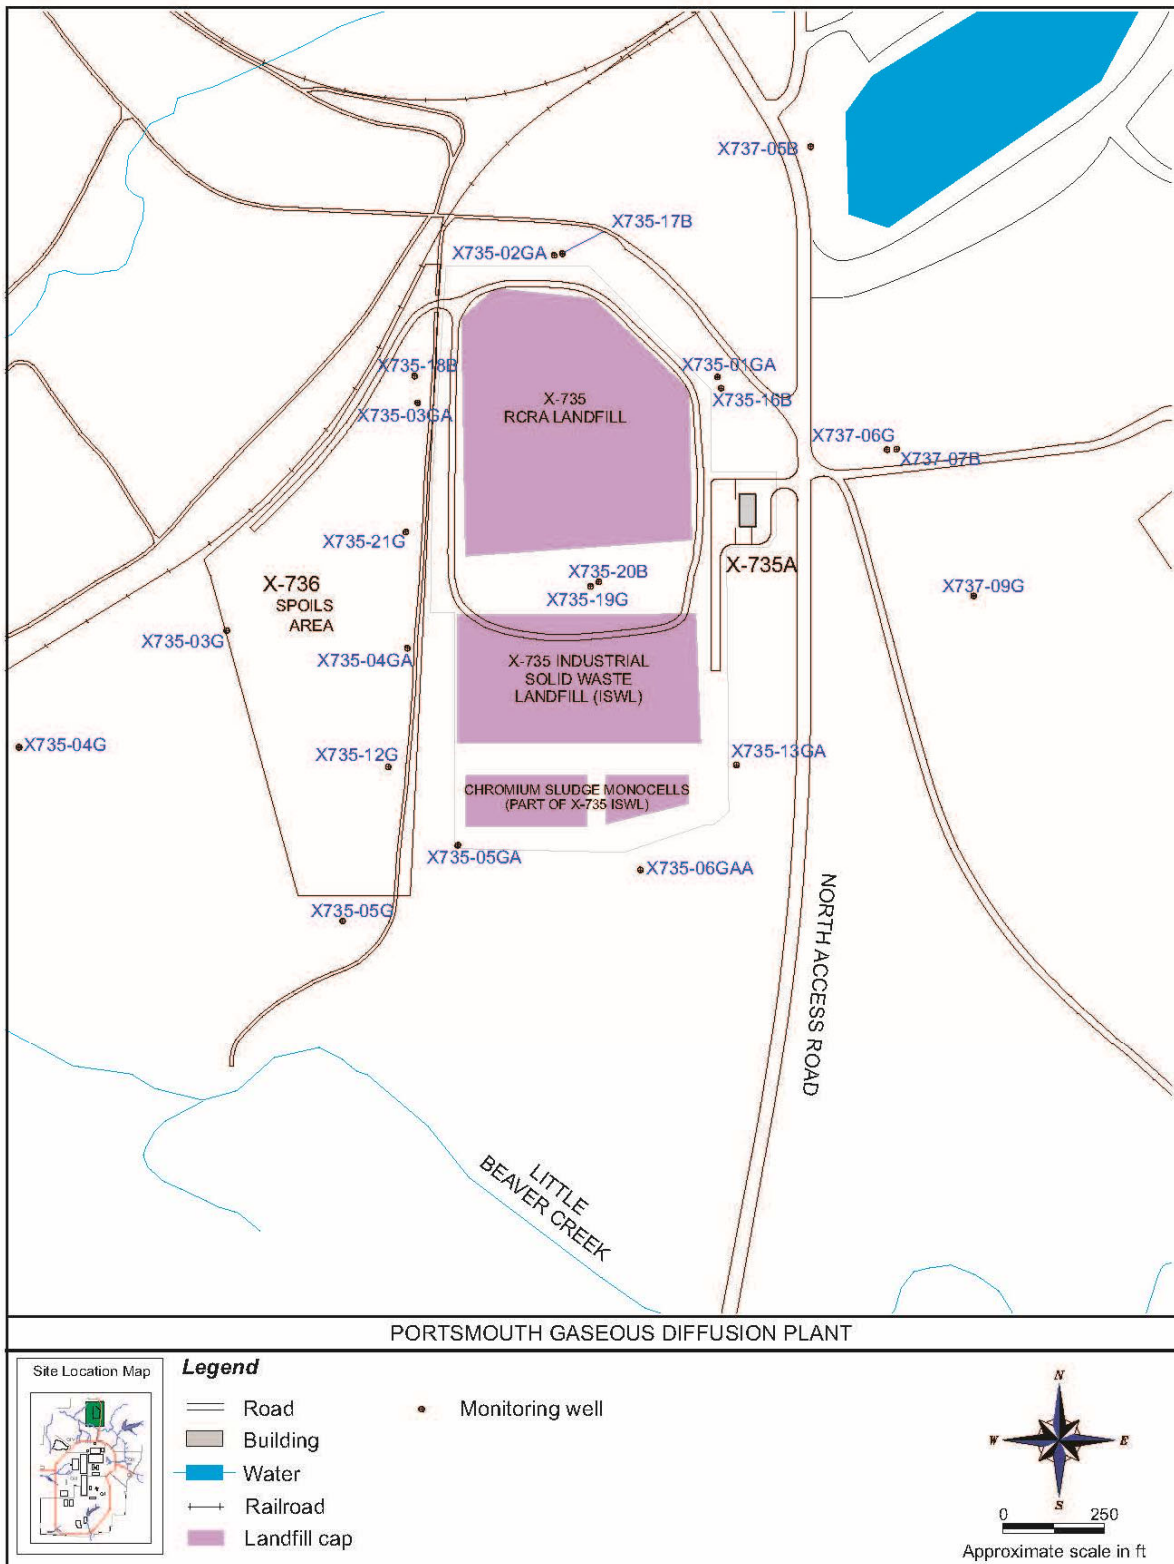 X737-05B
X735-17B
X735-02GA
X735-18B
X735-01GA
X735-16B
X735-03GA
X-735
RCRA LANDFILL
X737-06G
X737-07B
X735-21G
X-735A
X-736
SPOILS
AREA
X735-20B
X735-19G
X737-09G
X735-03G
X735-04GA
X-735 INDUSTRIAL
SOLID WASTE
LANDFILL (ISWL)
X735-04G
X735-12G
X735-13GA
CHROMIUM SLUDGE MONOCELLS
(PART OF X-735 ISWL)
X735-05GA
X735-06GAA
X735-05G
NORTH ACCESS ROAD
LITTLE
BEAVER CREEK
PORTSMOUTH GASEOUS DIFFUSION PLANT
Site Location Map
Legend
Road
Building
Water
Railroad
Landfill cap
Monitoring well
N
W
E
S
0 250
Approximate scale in ft